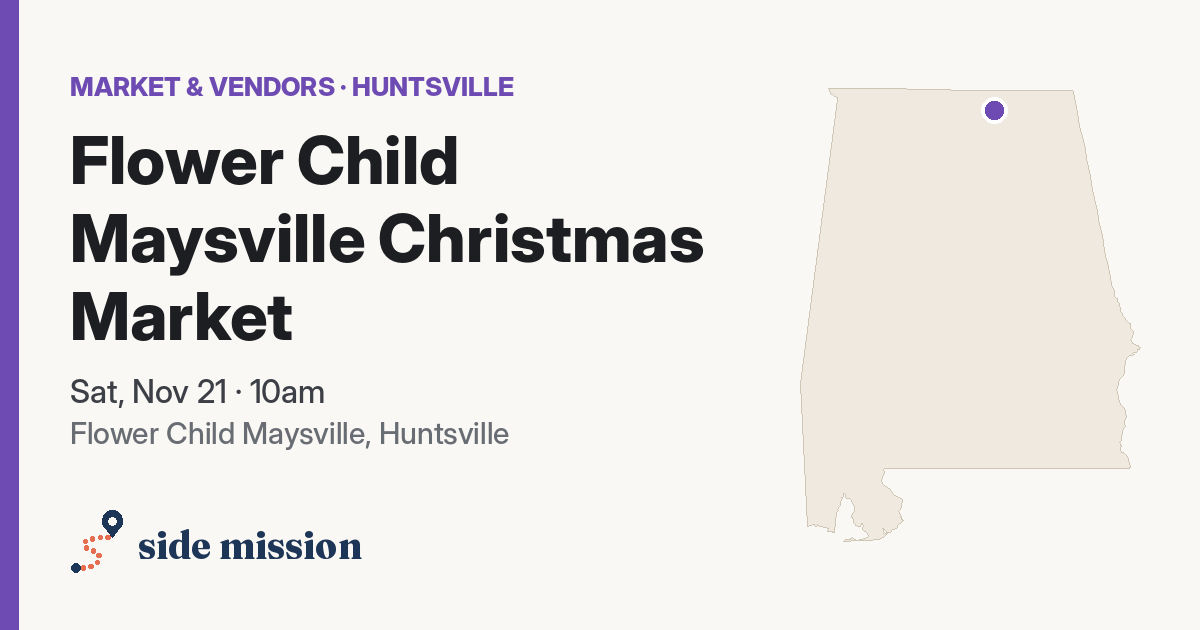 MARKET & VENDORS · HUNTSVILLE
Flower Child
Maysville Christmas
Market
Sat, Nov 21 · 10am
Flower Child Maysville, Huntsville
side mission